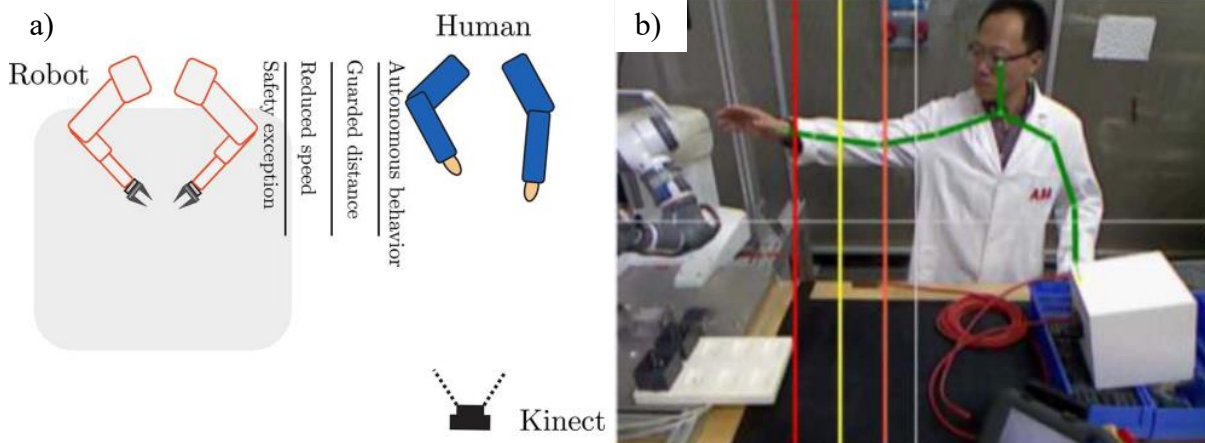 a)
Human
Robot
Safety exception
Reduced speed
Guarded distance
Autonomous behavior
Kinect
b)
ABB